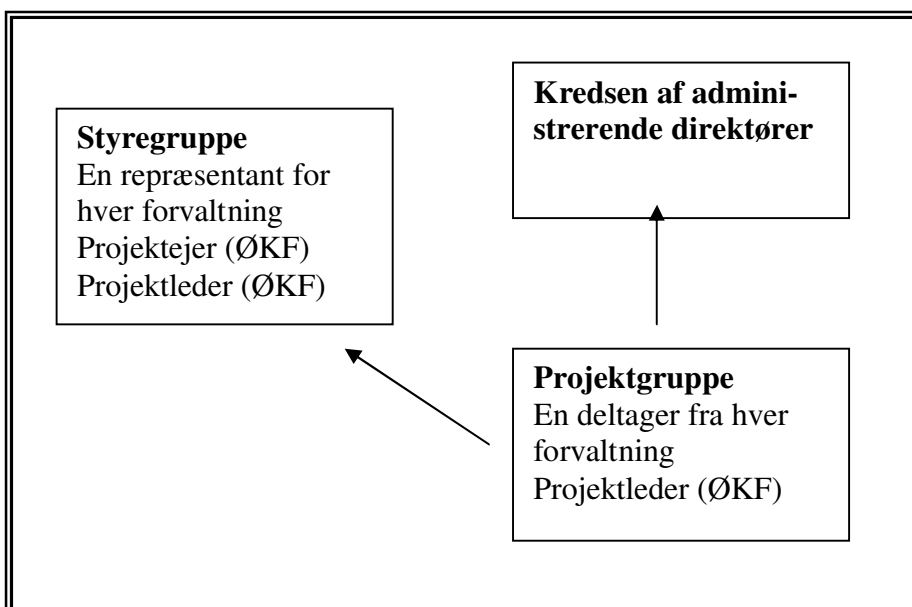 Styregruppe
En repræsentant for
hver forvaltning
Projektejer (ØKF)
Projektleder (ØKF)
Kredsen af admini-
strerende direktører
Projektgruppe
En deltager fra hver
forvaltning
Projektleder (ØKF)